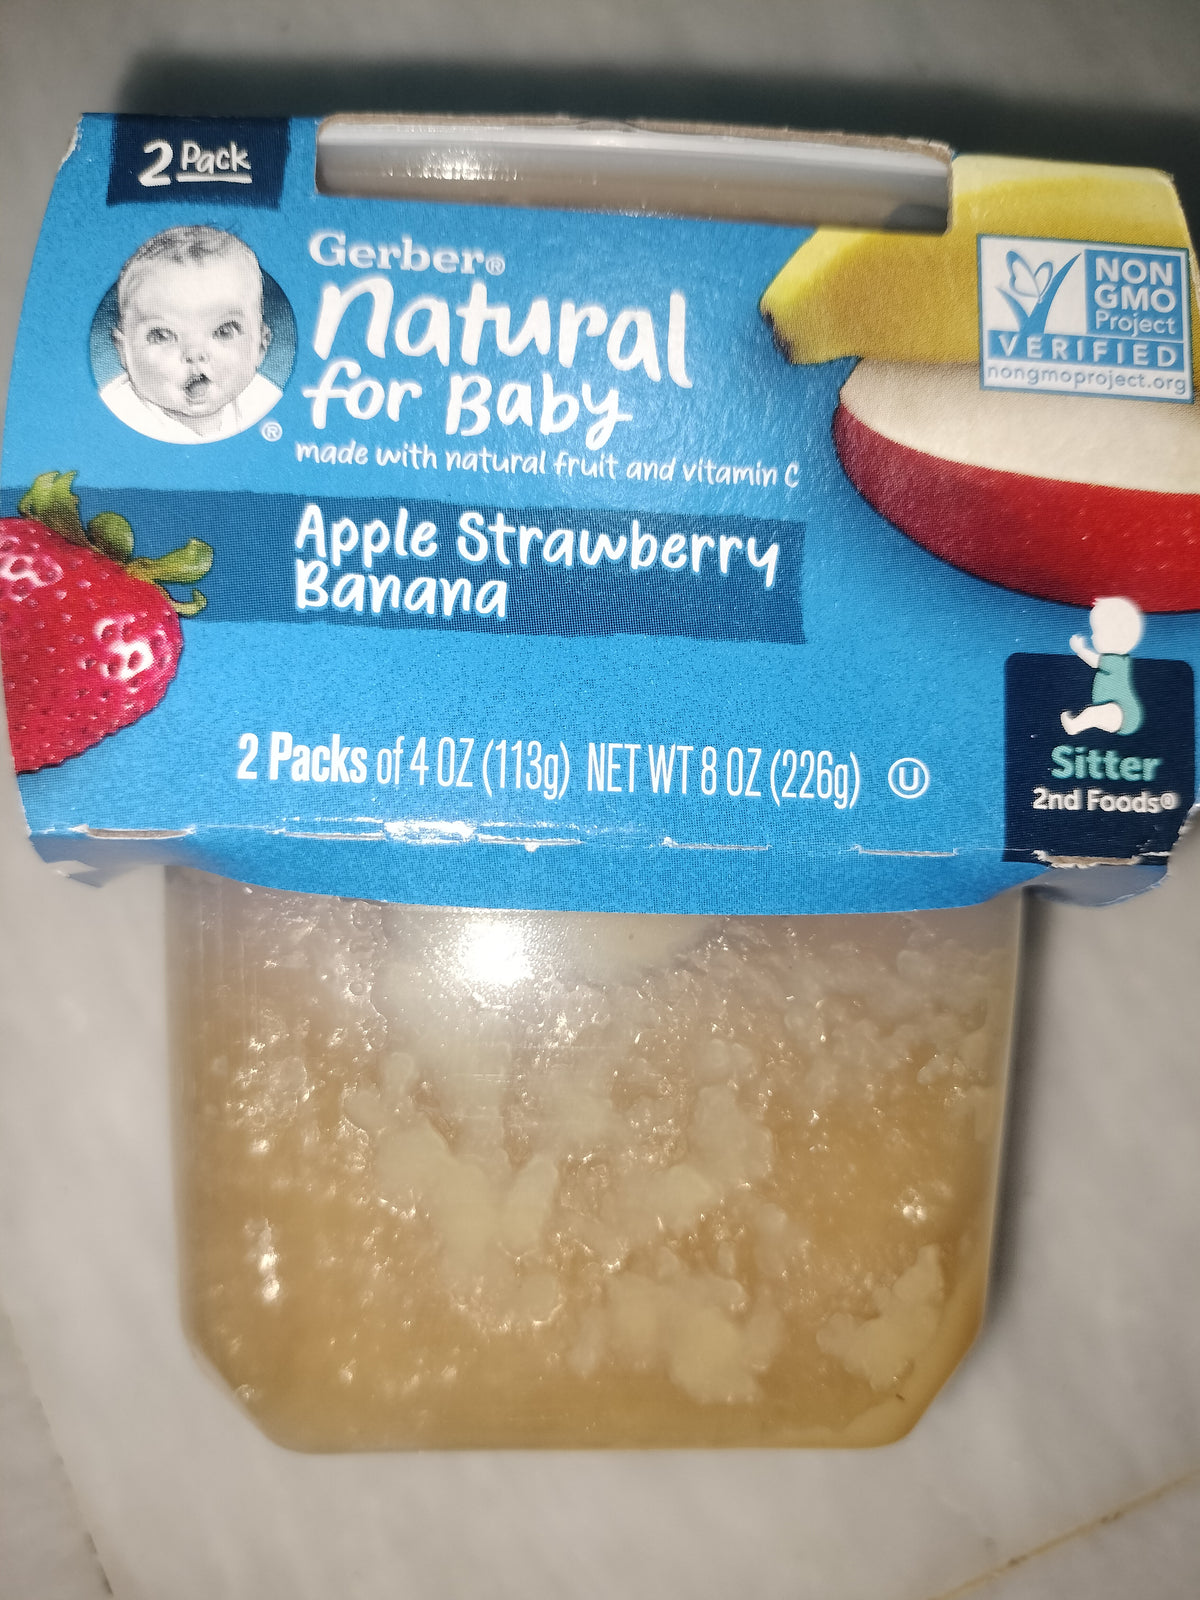 2 Pack
Gerber®
Natural
for Baby
®
made with natural fruit and vitamin C
NON
GMO
Project
VERIFIED
nongmoproject.org
Apple Strawberry
Banana
2 Packs of 4 OZ (113g) NET WT 8 OZ (226g) U
Sitter
2nd Foods®